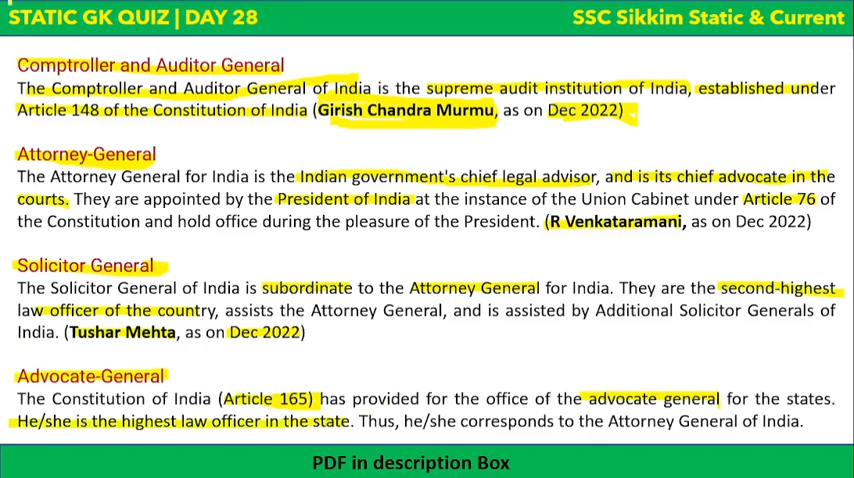 STATIC GK QUIZ | DAY 28
SSC Sikkim Static & Current
Comptroller and Auditor General
The Comptroller and Auditor General of India is the supreme audit institution of India, established under
Article 148 of the Constitution of India (Girish Chandra Murmu, as on Dec 2022)
Attorney-General
The Attorney General for India is the Indian government's chief legal advisor, and is its chief advocate in the
courts. They are appointed by the President of India at the instance of the Union Cabinet under Article 76 of
the Constitution and hold office during the pleasure of the President. (R Venkataramani, as on Dec 2022)
Solicitor General
The Solicitor General of India is subordinate to the Attorney General for India. They are the second-highest
law officer of the country, assists the Attorney General, and is assisted by Additional Solicitor Generals of
India. (Tushar Mehta, as on Dec 2022)
Advocate-General
The Constitution of India (Article 165) has provided for the office of the advocate general for the states.
He/she is the highest law officer in the state. Thus, he/she corresponds to the Attorney General of India.
PDF in description Box